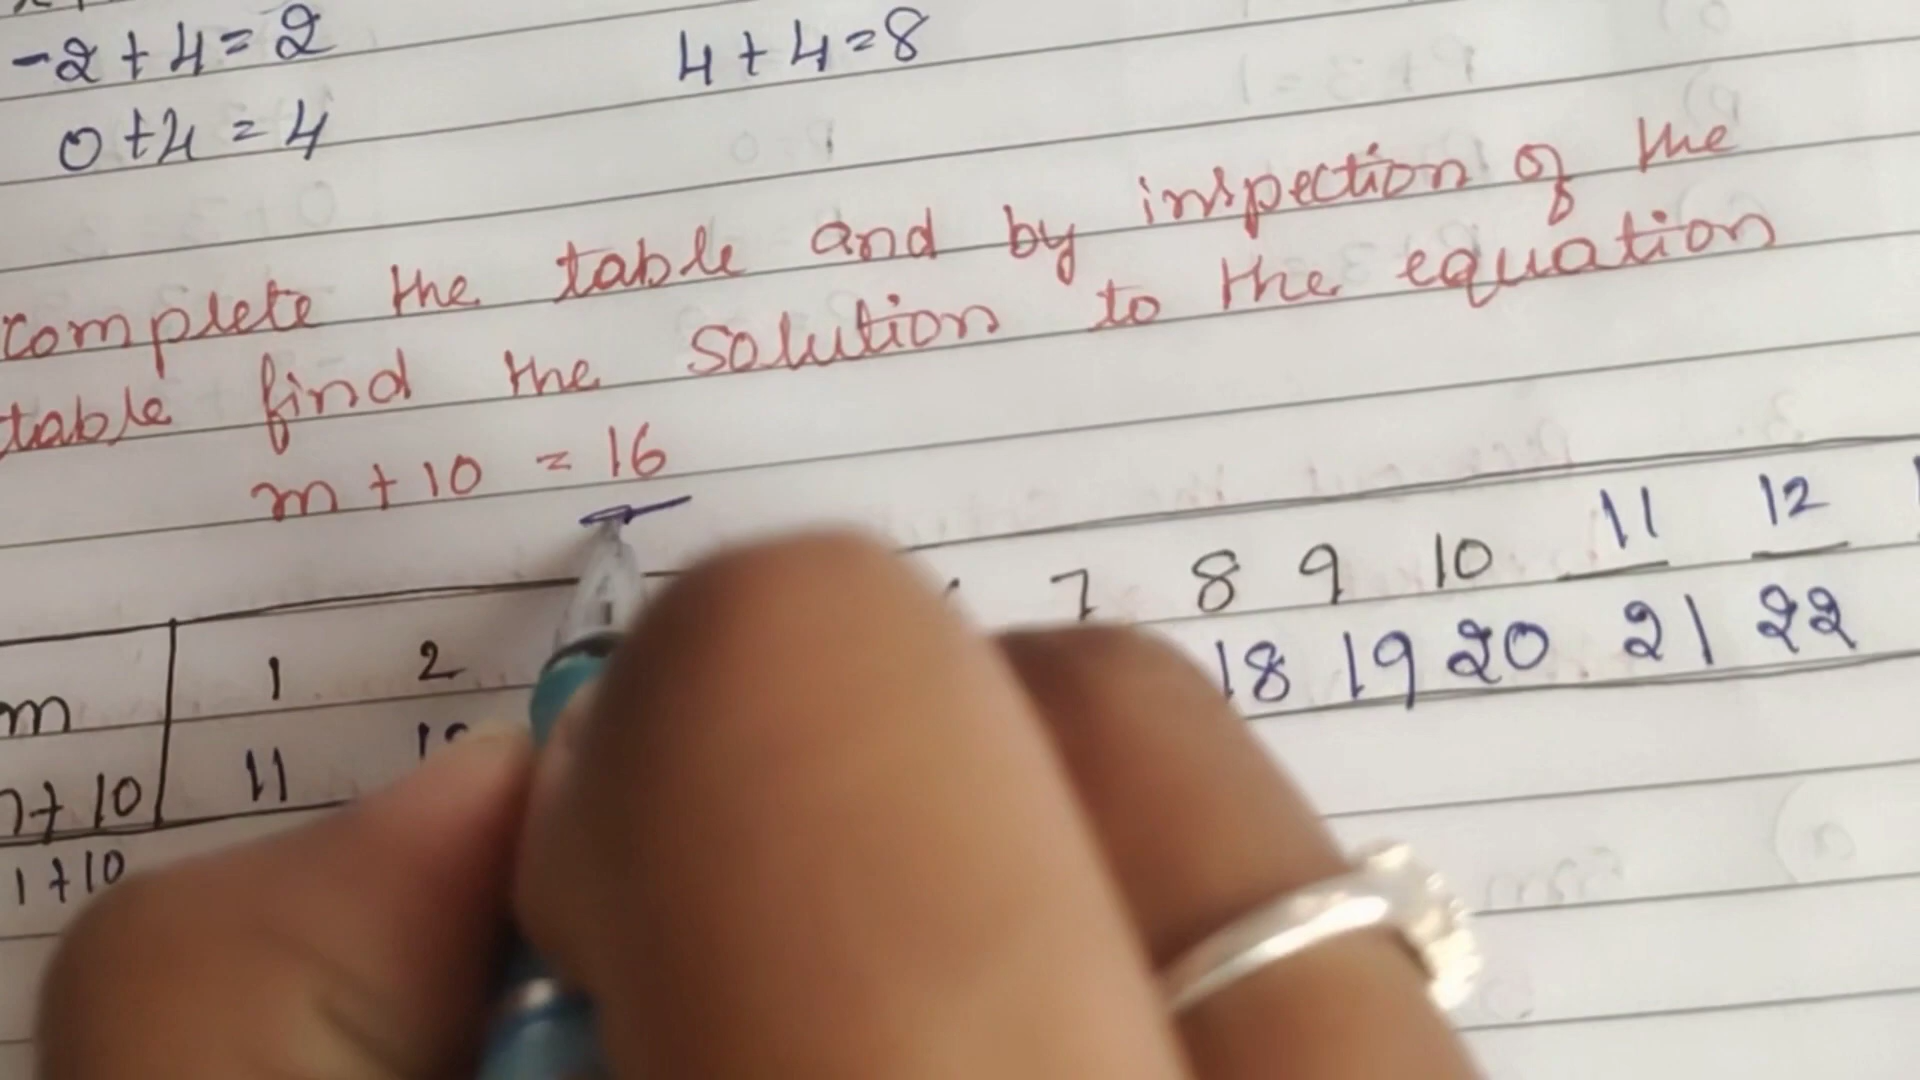 -2+4=2 4+4=8
0+4=4
complete the table and by inspection of the
table find the solution to the equation
m+10 = 16
m 1 2 7 8 9 10 11 12
+10 11 18 19 20 21 22
1+10